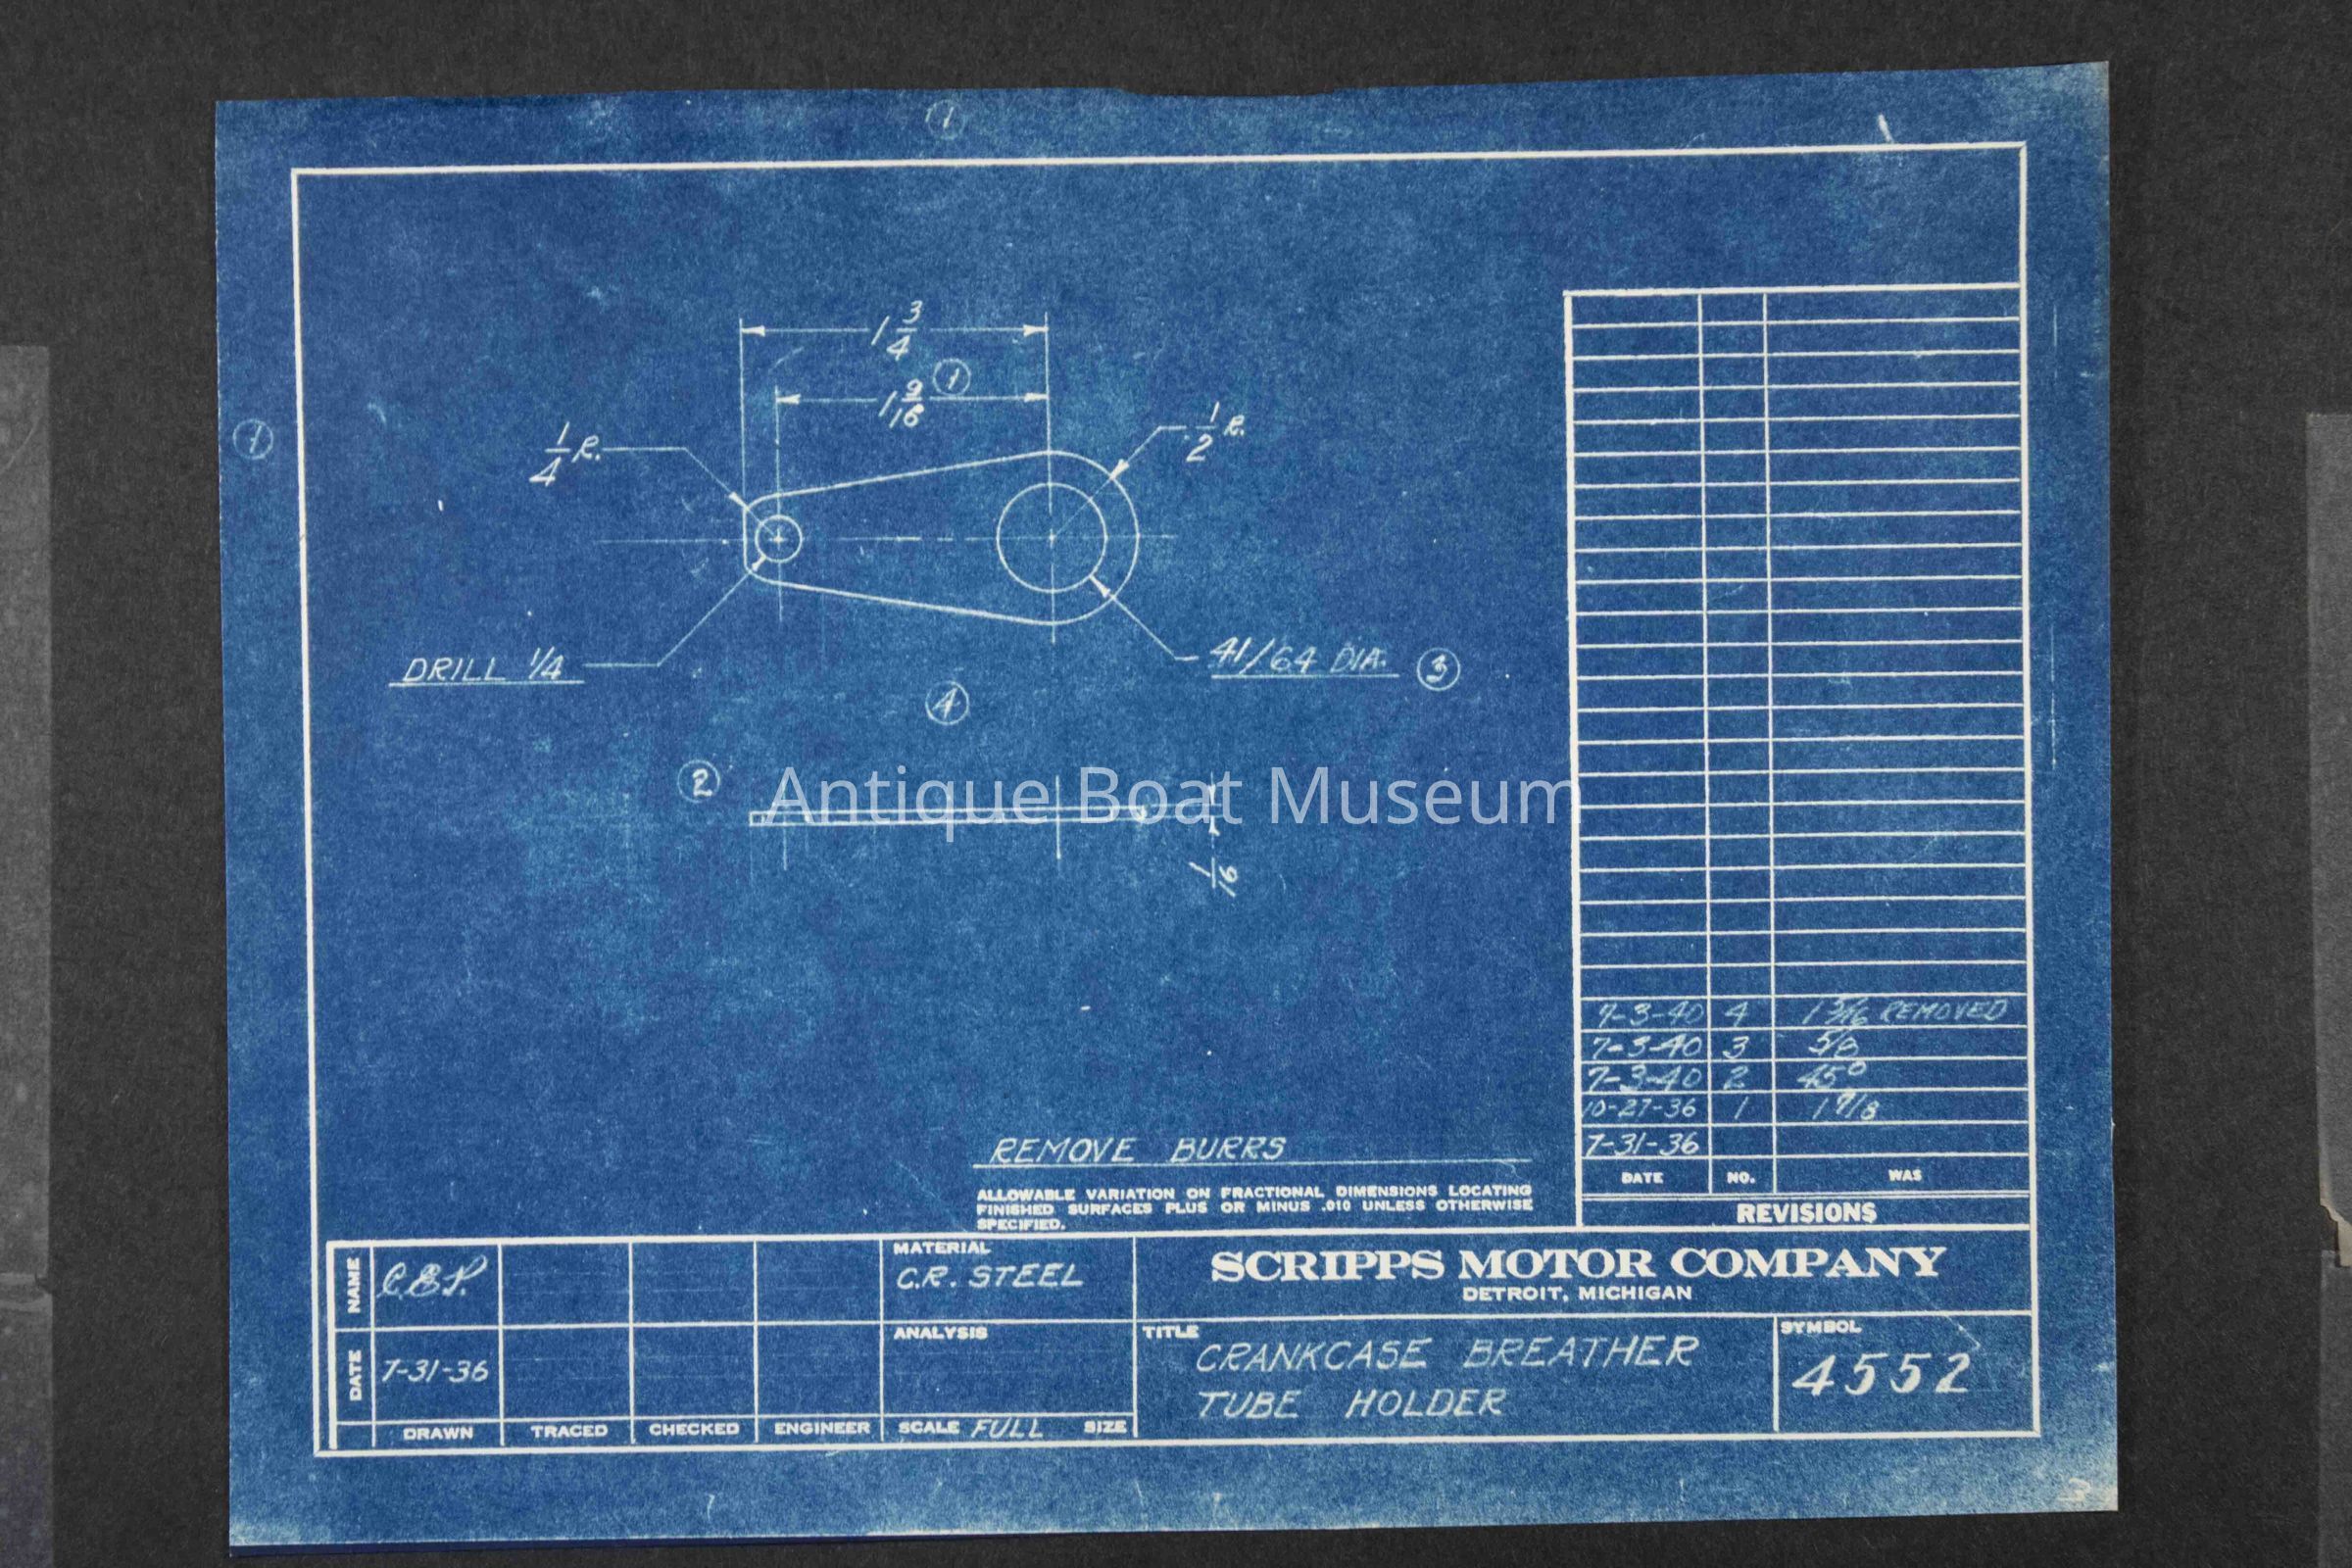 1
1
1 3/4
1 9/16 1
1/4 R.
1/2 R.
DRILL 1/4
41/64 DIA. 3
4
2
Antique Boat Museum
1/16
7-3-40 4 1 5/16 REMOVED
7-3-40 3 5/8
7-3-40 2 45°
10-27-36 1 1 7/8
7-31-36
DATE NO. WAS
REVISIONS
REMOVE BURRS
ALLOWABLE VARIATION ON FRACTIONAL DIMENSIONS LOCATING
FINISHED SURFACES PLUS OR MINUS .010 UNLESS OTHERWISE
SPECIFIED.
NAME C.E.P.
DATE 7-31-36
DRAWN TRACED CHECKED ENGINEER
MATERIAL
C.R. STEEL
ANALYSIS
SCALE FULL SIZE
SCRIPPS MOTOR COMPANY
DETROIT, MICHIGAN
TITLE
CRANKCASE BREATHER
TUBE HOLDER
SYMBOL
4552